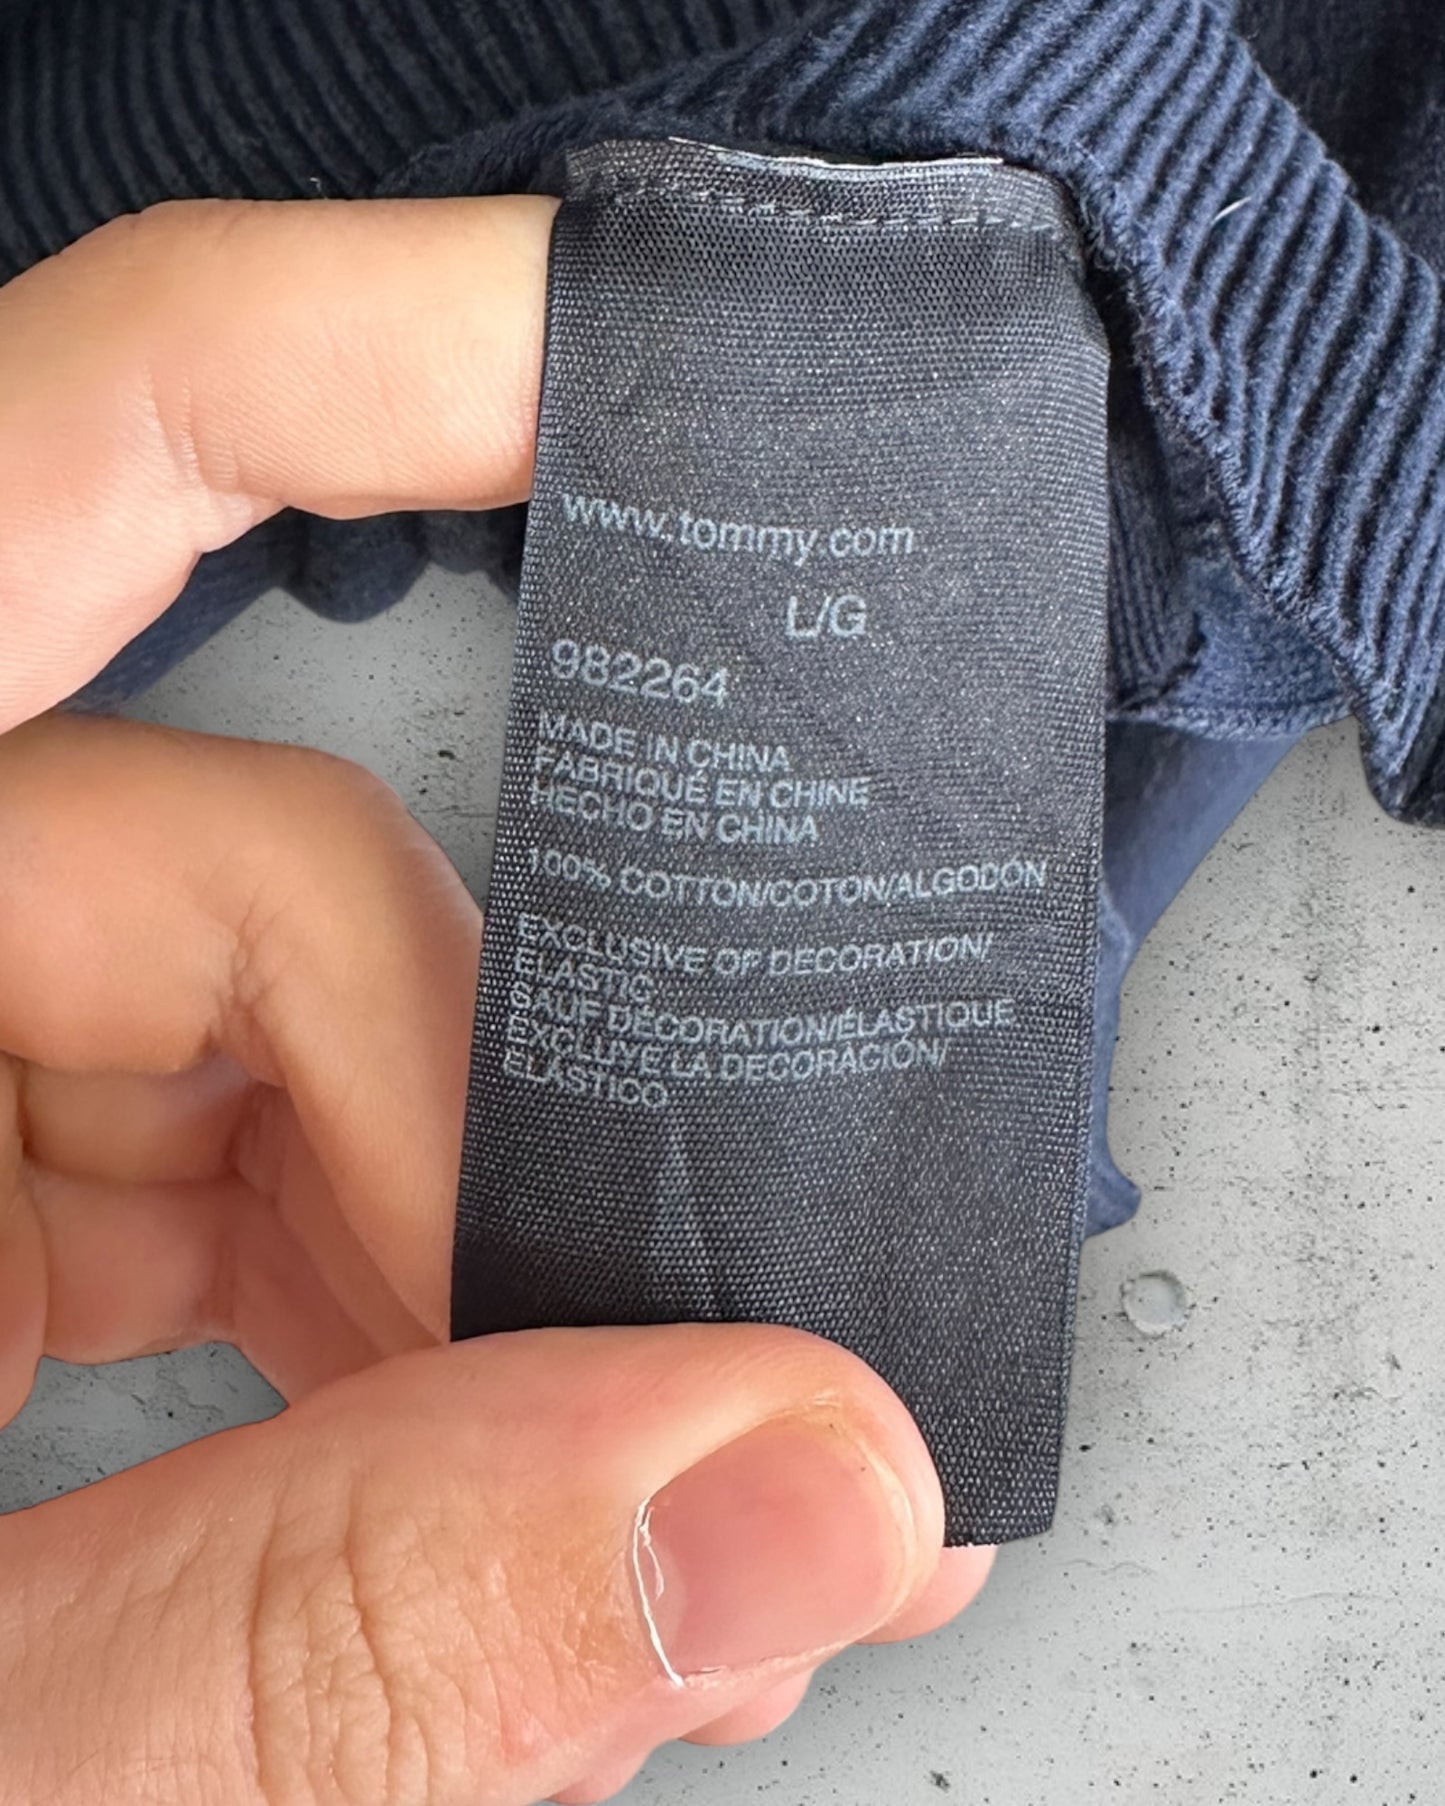 www.tommy.com
L/G
982264
MADE IN CHINA
FABRIQUÉ EN CHINE
HECHO EN CHINA
100% COTTON/COTON/ALGODÓN
EXCLUSIVE OF DECORATION/
ELASTIC
SAUF DÉCORATION/ÉLASTIQUE
EXCLUYE LA DECORACIÓN/
ELÁSTICO